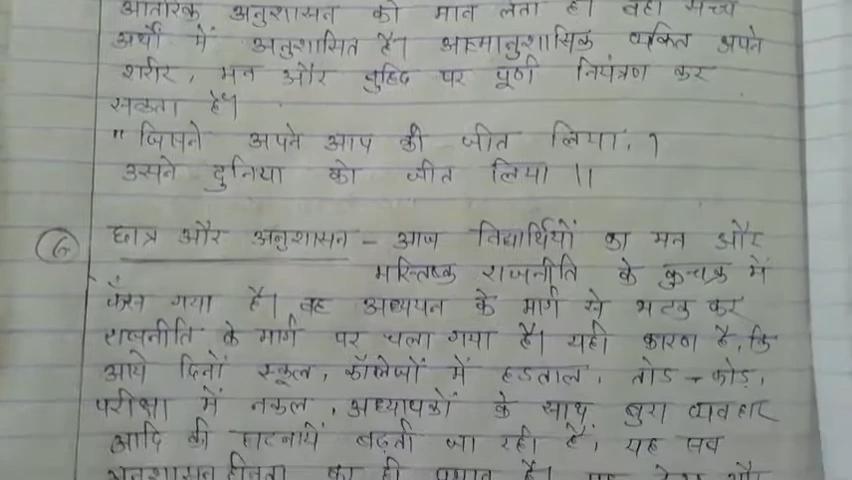 आंतरिक अनुशासन को मान लेता है। वही सच्चे
अर्थों में अनुशासित है। आत्मानुशासिक व्यक्ति अपने
शरीर, मन और बुद्धि पर पूर्ण नियंत्रण कर
सकता है।
"जिसने अपने आप को जीत लिया, ।
उसने दुनिया को जीत लिया ॥
6 छात्र और अनुशासन - आज विद्यार्थियों का मन और
मस्तिष्क राजनीति के कुचक्र में
फँस गया है। वह अध्ययन के मार्ग से भटक कर
राजनीति के मार्ग पर चला गया है। यही कारण है, कि
आये दिनों स्कूल, कॉलेजों में हडताल, तोड - फोड़,
परीक्षा में नकल, अध्यापकों के साथ बुरा व्यवहार
आदि की घटनायें बढ़ती जा रही है, यह सब
अनुशासनहीनता का ही प्रभाव है।